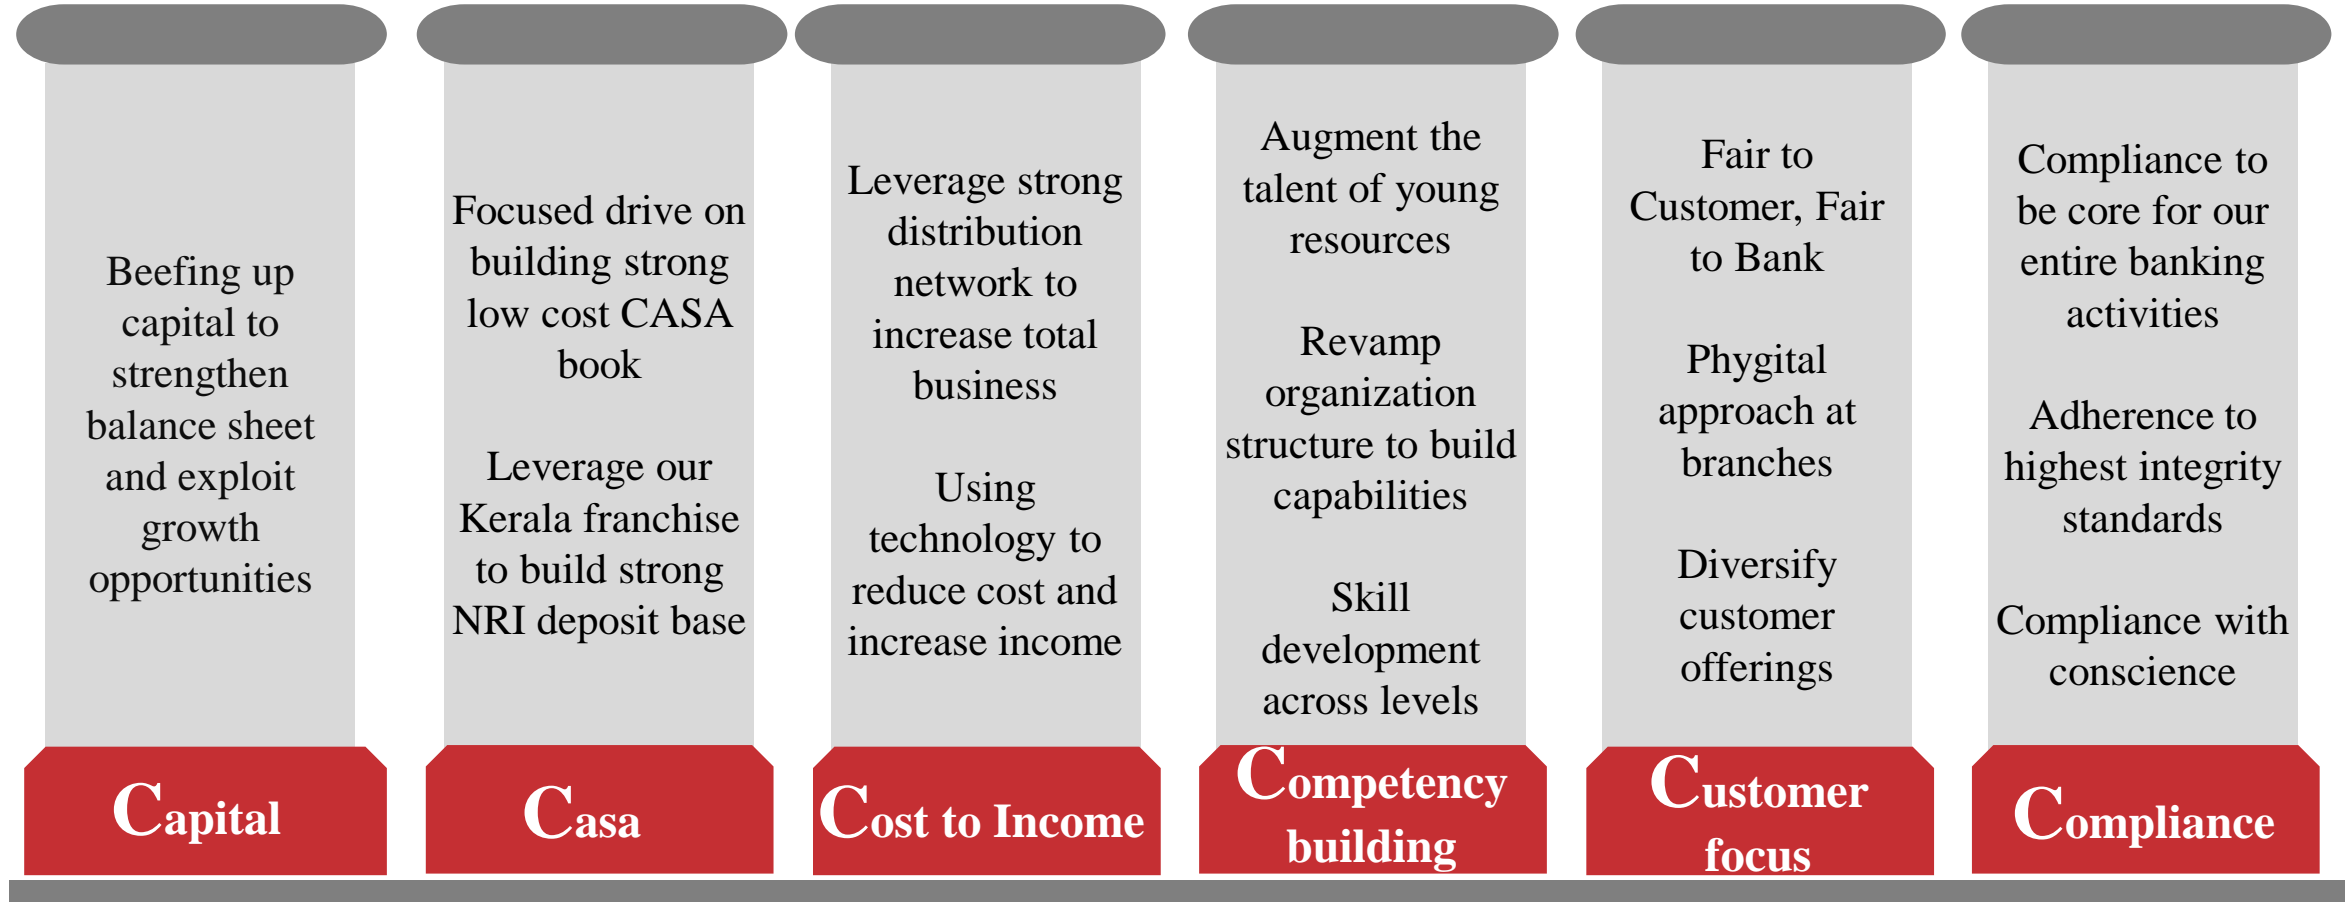 Beefing up
capital to
strengthen
balance sheet
and exploit
growth
opportunities
Capital
Focused drive on
building strong
low cost CASA
book
Leverage our
Kerala franchise
to build strong
NRI deposit base
Casa
Leverage strong
distribution
network to
increase total
business
Using
technology to
reduce cost and
increase income
Cost to Income
Augment the
talent of young
resources
Revamp
organization
structure to build
capabilities
Skill
development
across levels
Competency
building
Fair to
Customer, Fair
to Bank
Phygital
approach at
branches
Diversify
customer
offerings
Customer
focus
Compliance to
be core for our
entire banking
activities
Adherence to
highest integrity
standards
Compliance with
conscience
Compliance